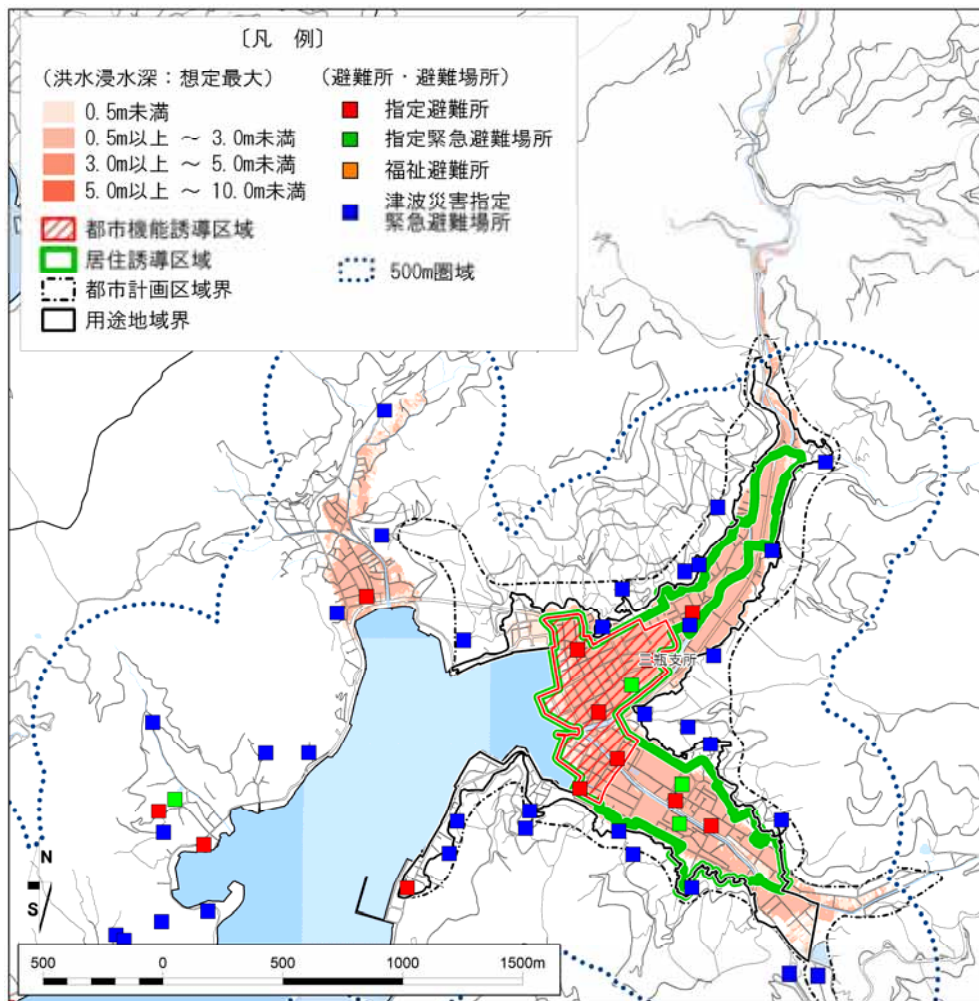 〔凡 例〕
(洪水浸水深:想定最大)
0.5m未満
0.5m以上 ~ 3.0m未満
3.0m以上 ~ 5.0m未満
5.0m以上 ~ 10.0m未満
都市機能誘導区域
居住誘導区域
都市計画区域界
用途地域界
(避難所・避難場所)
指定避難所
指定緊急避難場所
福祉避難所
津波災害指定
緊急避難場所
500m圏域
三瓶支所
N
S
500 0 500 1000 1500m